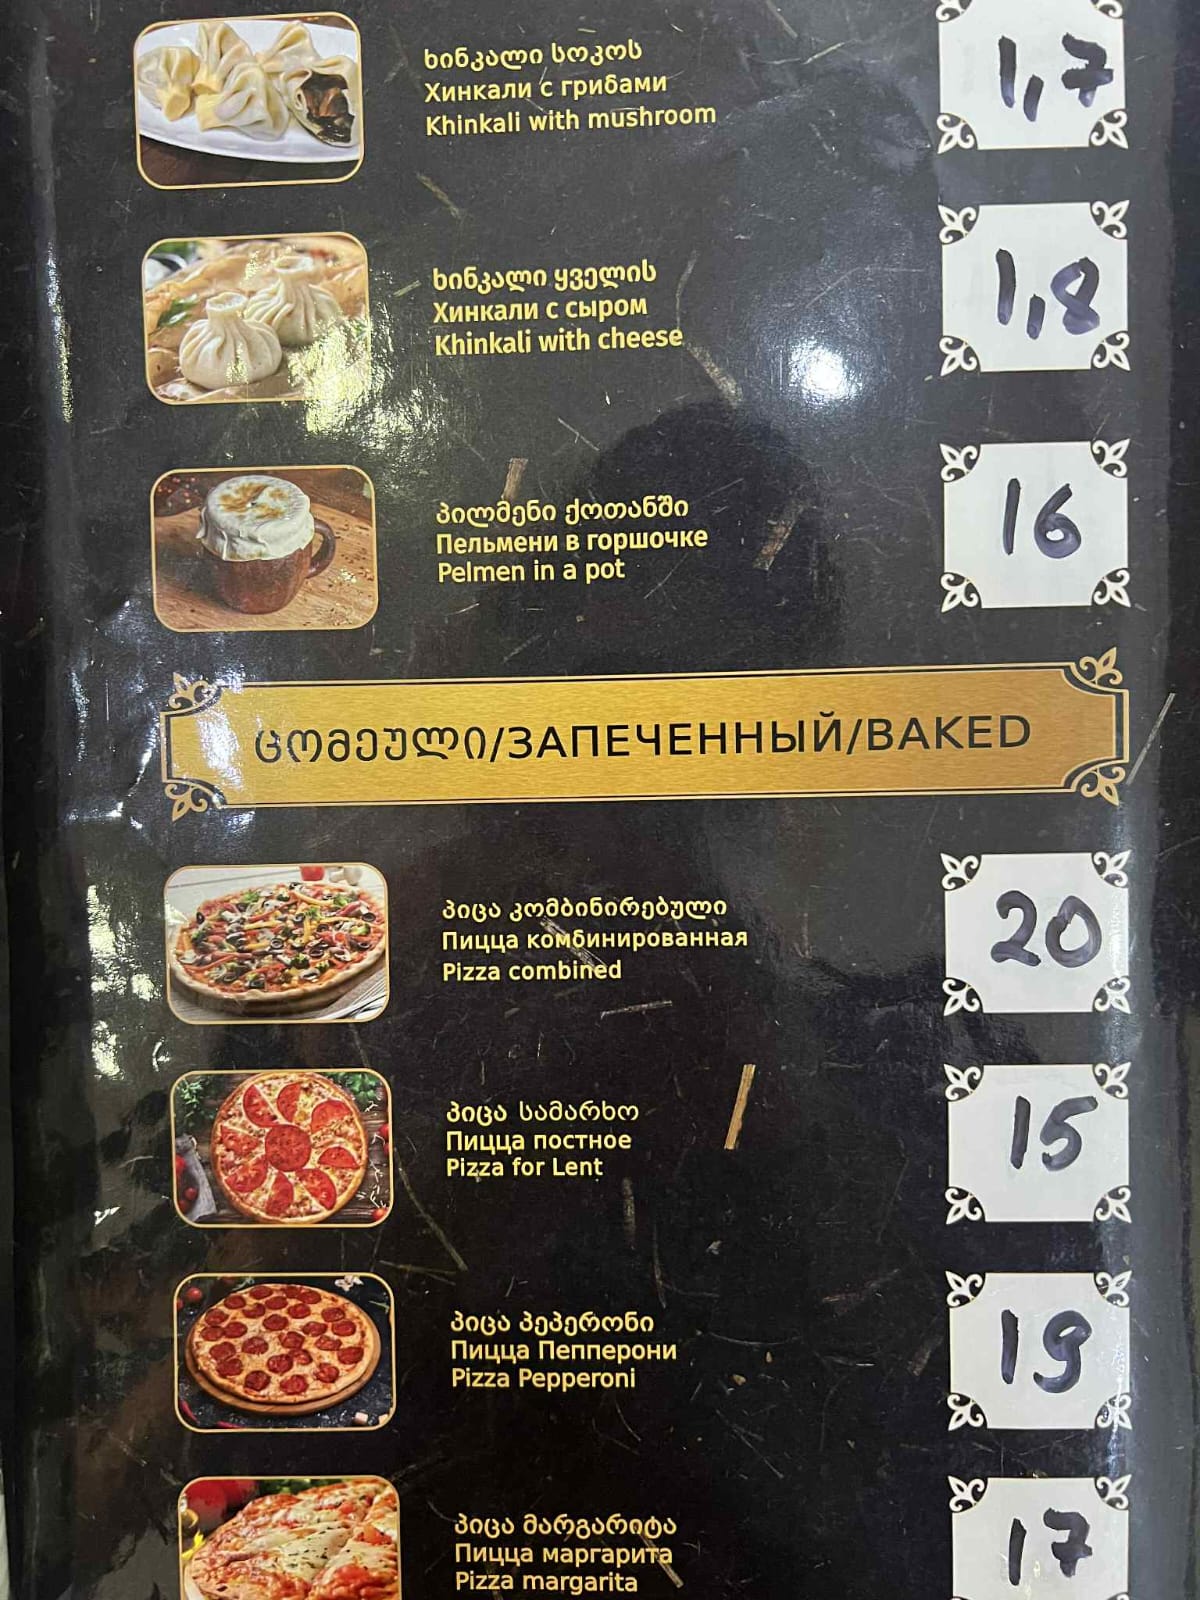 ხინკალი სოკოს
Хинкали с грибами
Khinkali with mushroom
1,7
ხინკალი ყველის
Хинкали с сыром
Khinkali with cheese
1,8
პილმენი ქოთანში
Пельмени в горшочке
Pelmen in a pot
16
ცომეული/ЗАПЕЧЕННЫЙ/BAKED
პიცა კომბინირებული
Пицца комбинированная
Pizza combined
20
პიცა სამარხო
Пицца постное
Pizza for Lent
15
პიცა პეპერონი
Пицца Пепперони
Pizza Pepperoni
19
პიცა მარგარიტა
Пицца маргарита
Pizza margarita
17